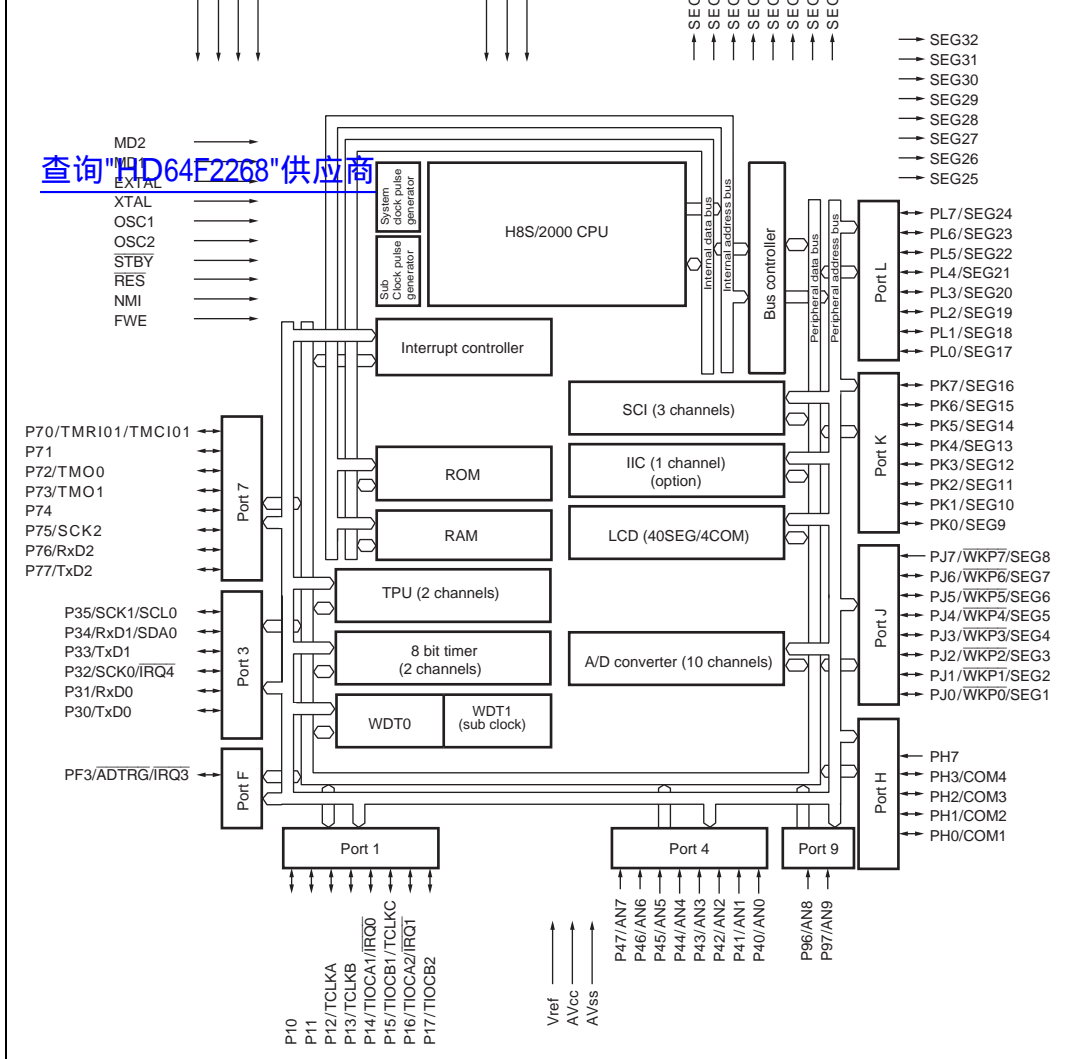 SEG
SEG
SEG
SEG
SEG
SEG
SEG
SEG
SEG32
SEG31
SEG30
SEG29
SEG28
SEG27
SEG26
SEG25
MD2
MD1
EXTAL
XTAL
OSC1
OSC2
STBY
RES
NMI
FWE
查询"HD64F2268"供应商
System clock pulse generator
Sub Clock pulse generator
H8S/2000 CPU
Internal data bus
Internal address bus
Bus controller
Peripheral data bus
Peripheral address bus
Port L
PL7/SEG24
PL6/SEG23
PL5/SEG22
PL4/SEG21
PL3/SEG20
PL2/SEG19
PL1/SEG18
PL0/SEG17
Interrupt controller
SCI (3 channels)
Port K
PK7/SEG16
PK6/SEG15
PK5/SEG14
PK4/SEG13
PK3/SEG12
PK2/SEG11
PK1/SEG10
PK0/SEG9
P70/TMRI01/TMCI01
P71
P72/TMO0
P73/TMO1
P74
P75/SCK2
P76/RxD2
P77/TxD2
Port 7
ROM
IIC (1 channel)
(option)
RAM
LCD (40SEG/4COM)
TPU (2 channels)
Port J
PJ7/WKP7/SEG8
PJ6/WKP6/SEG7
PJ5/WKP5/SEG6
PJ4/WKP4/SEG5
PJ3/WKP3/SEG4
PJ2/WKP2/SEG3
PJ1/WKP1/SEG2
PJ0/WKP0/SEG1
P35/SCK1/SCL0
P34/RxD1/SDA0
P33/TxD1
P32/SCK0/IRQ4
P31/RxD0
P30/TxD0
Port 3
8 bit timer
(2 channels)
A/D converter (10 channels)
WDT0
WDT1
(sub clock)
PF3/ADTRG/IRQ3
Port F
Port H
PH7
PH3/COM4
PH2/COM3
PH1/COM2
PH0/COM1
Port 1
Port 4
Port 9
P10
P11
P12/TCLKA
P13/TCLKB
P14/TIOCA1/IRQ0
P15/TIOCB1/TCLKC
P16/TIOCA2/IRQ1
P17/TIOCB2
Vref
AVcc
AVss
P47/AN7
P46/AN6
P45/AN5
P44/AN4
P43/AN3
P42/AN2
P41/AN1
P40/AN0
P96/AN8
P97/AN9